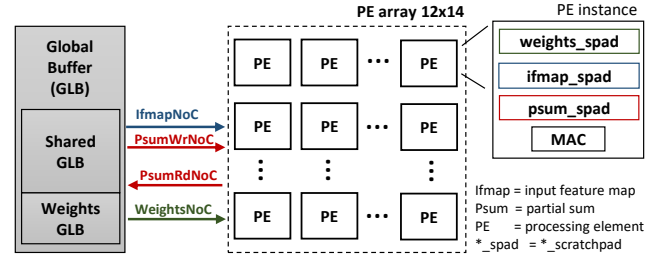 Global
Buffer
(GLB)
Shared
GLB
Weights
GLB
IfmapNoC
PsumWrNoC
PsumRdNoC
WeightsNoC
PE array 12x14
PE PE PE
PE PE PE
PE PE PE
PE instance
weights_spad
ifmap_spad
psum_spad
MAC
Ifmap = input feature map
Psum = partial sum
PE = processing element
*_spad = *_scratchpad